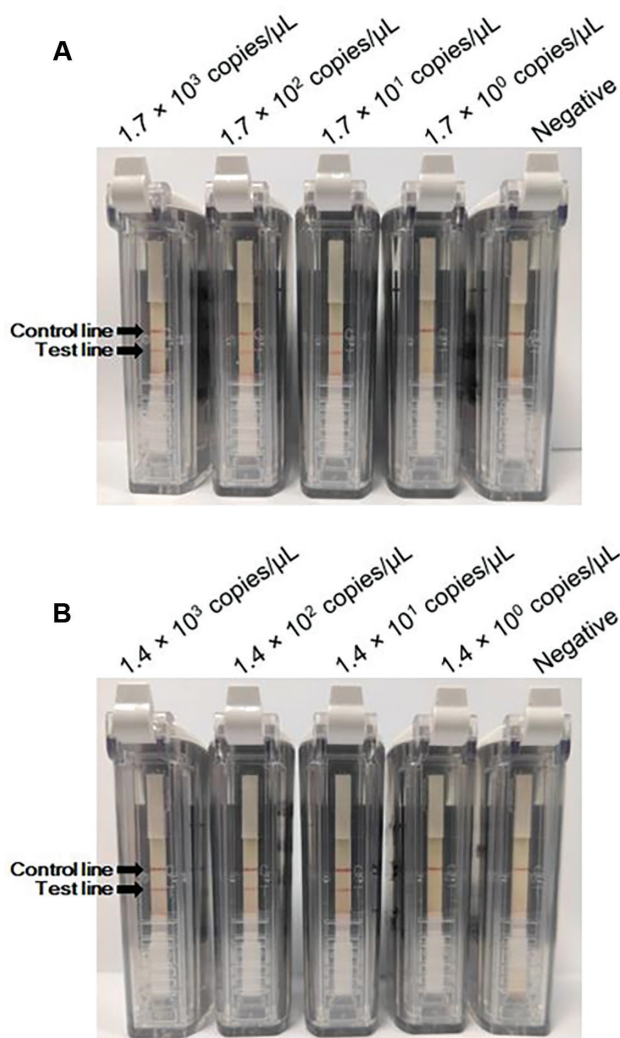 A
1.7 × 10³ copies/µL
1.7 × 10² copies/µL
1.7 × 10¹ copies/µL
1.7 × 10⁰ copies/µL
Negative
Control line
Test line
B
1.4 × 10³ copies/µL
1.4 × 10² copies/µL
1.4 × 10¹ copies/µL
1.4 × 10⁰ copies/µL
Negative
Control line
Test line